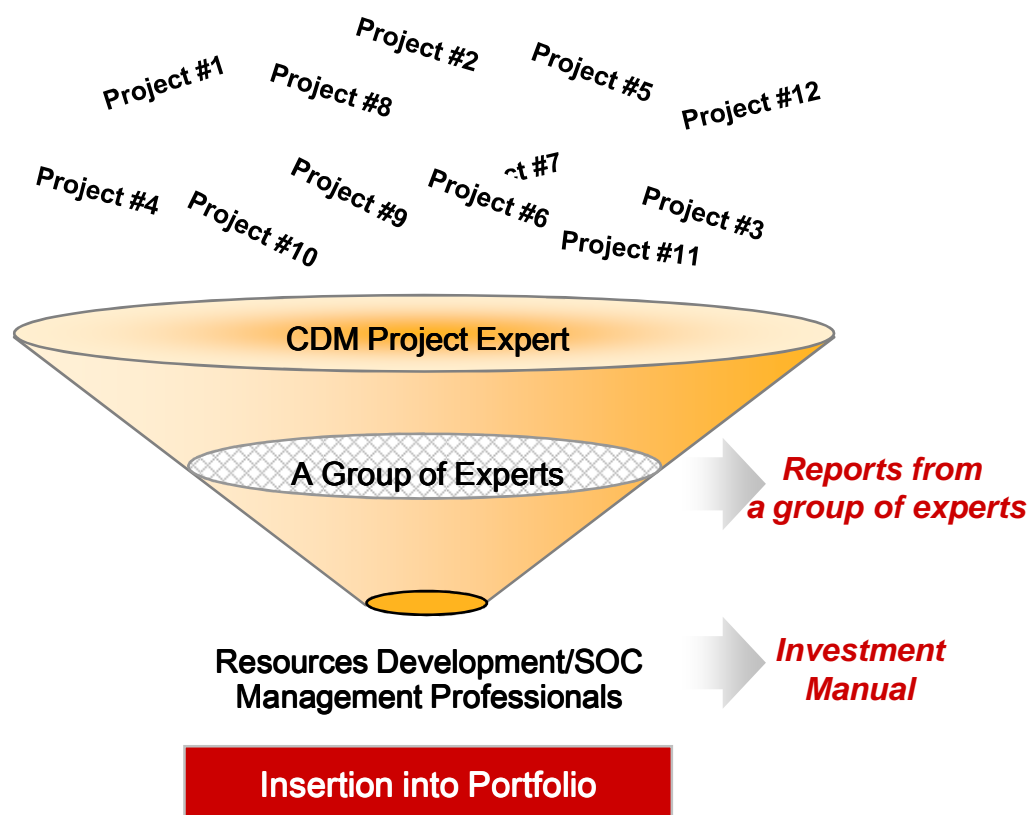 Project #2
Project #5
Project #1
Project #8
Project #12
#7
Project #4
Project #9
Project #6
Project #3
Project #10
Project #11
CDM Project Expert
A Group of Experts
Reports from
a group of experts
Resources Development/SOC
Management Professionals
Investment
Manual
Insertion into Portfolio